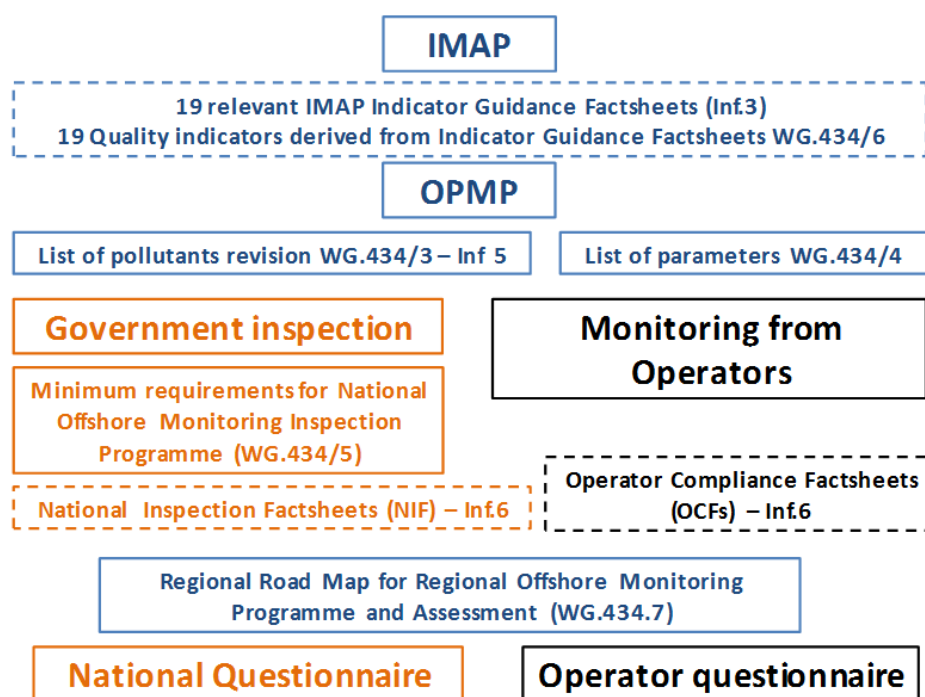 IMAP
19 relevant IMAP Indicator Guidance Factsheets (Inf.3)
19 Quality indicators derived from Indicator Guidance Factsheets WG.434/6
OPMP
List of pollutants revision WG.434/3 – Inf 5
List of parameters WG.434/4
Government inspection
Monitoring from
Operators
Minimum requirements for National
Offshore Monitoring Inspection
Programme (WG.434/5)
National Inspection Factsheets (NIF) – Inf.6
Operator Compliance Factsheets
(OCFs) – Inf.6
Regional Road Map for Regional Offshore Monitoring
Programme and Assessment (WG.434.7)
National Questionnaire
Operator questionnaire